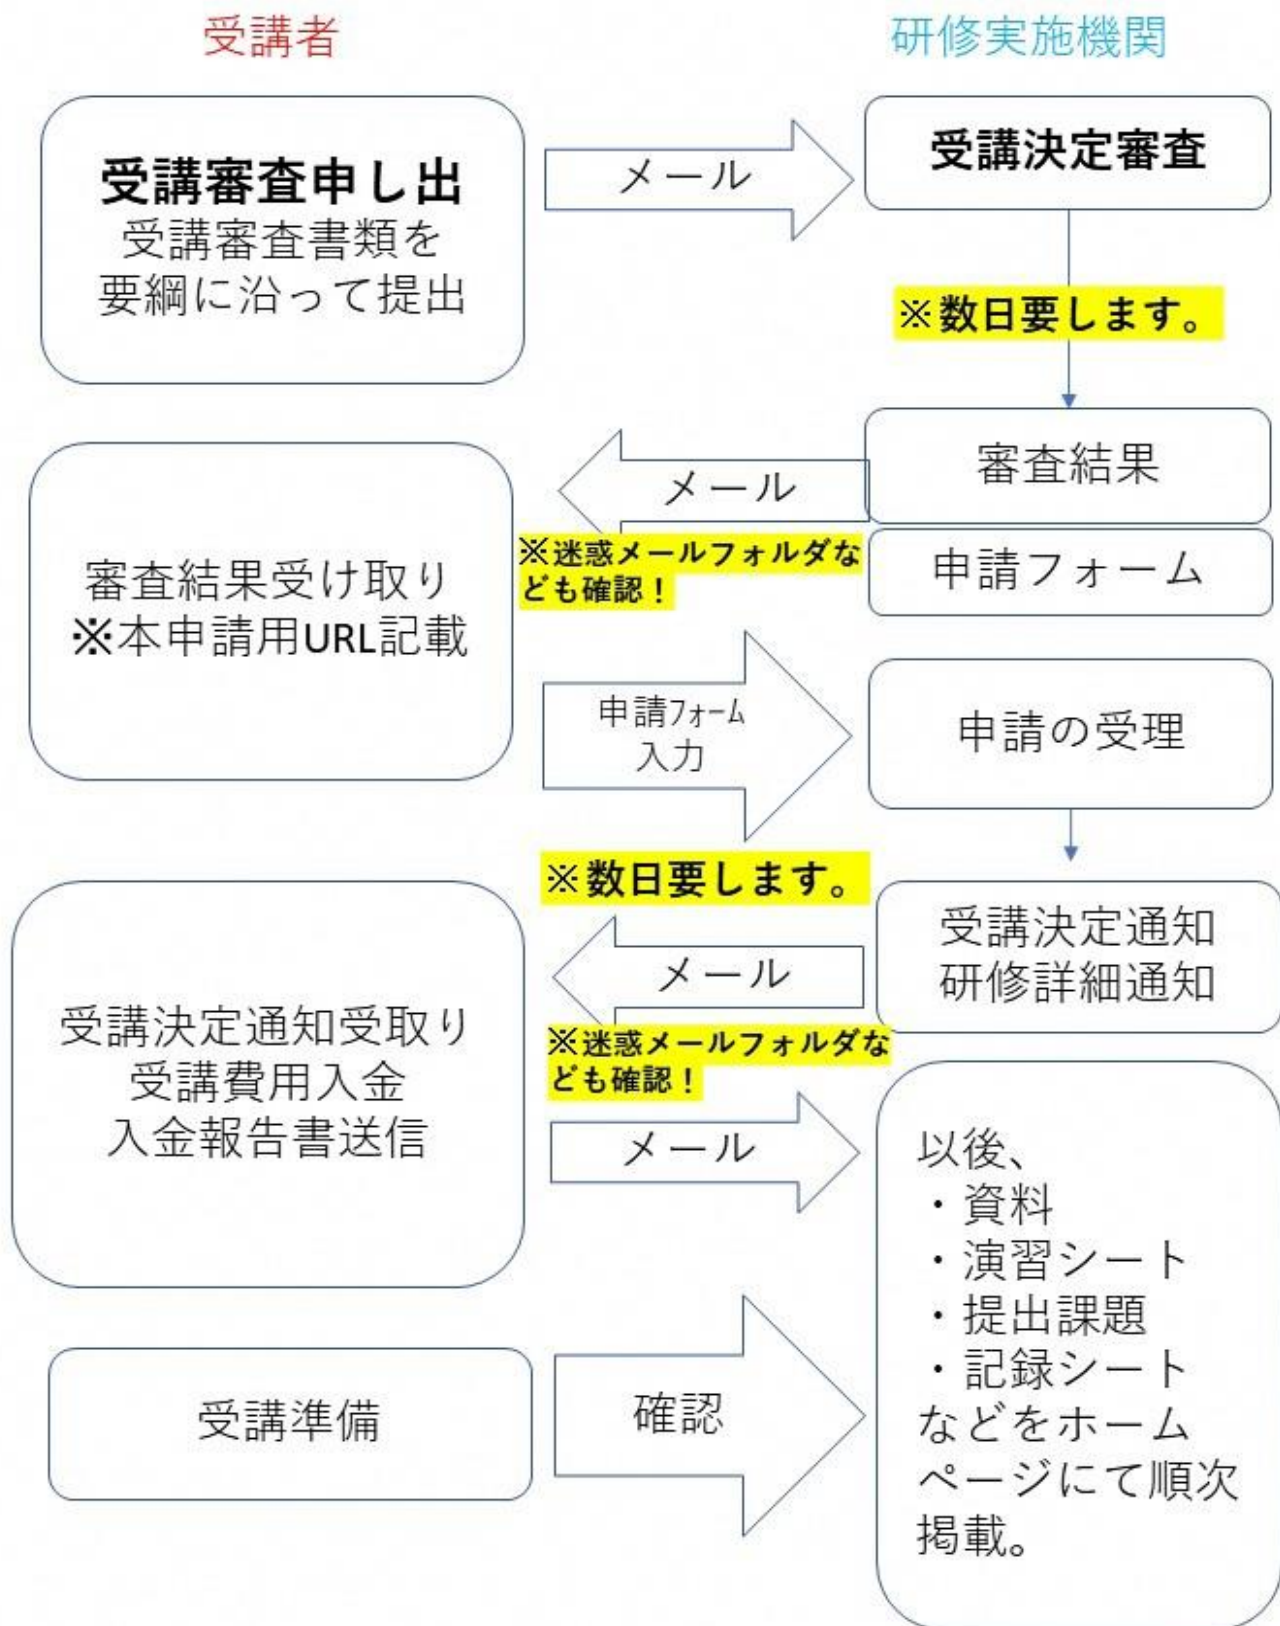 受講者
研修実施機関
受講審査申し出
受講審査書類を
要綱に沿って提出
メール
受講決定審査
※数日要します。
審査結果
申請フォーム
メール
※迷惑メールフォルダな
ども確認！
審査結果受け取り
※本申請用URL記載
申請フォーム
入力
申請の受理
※数日要します。
受講決定通知
研修詳細通知
メール
※迷惑メールフォルダな
ども確認！
受講決定通知受取り
受講費用入金
入金報告書送信
メール
以後、
・資料
・演習シート
・提出課題
・記録シート
などをホーム
ページにて順次
掲載。
受講準備
確認